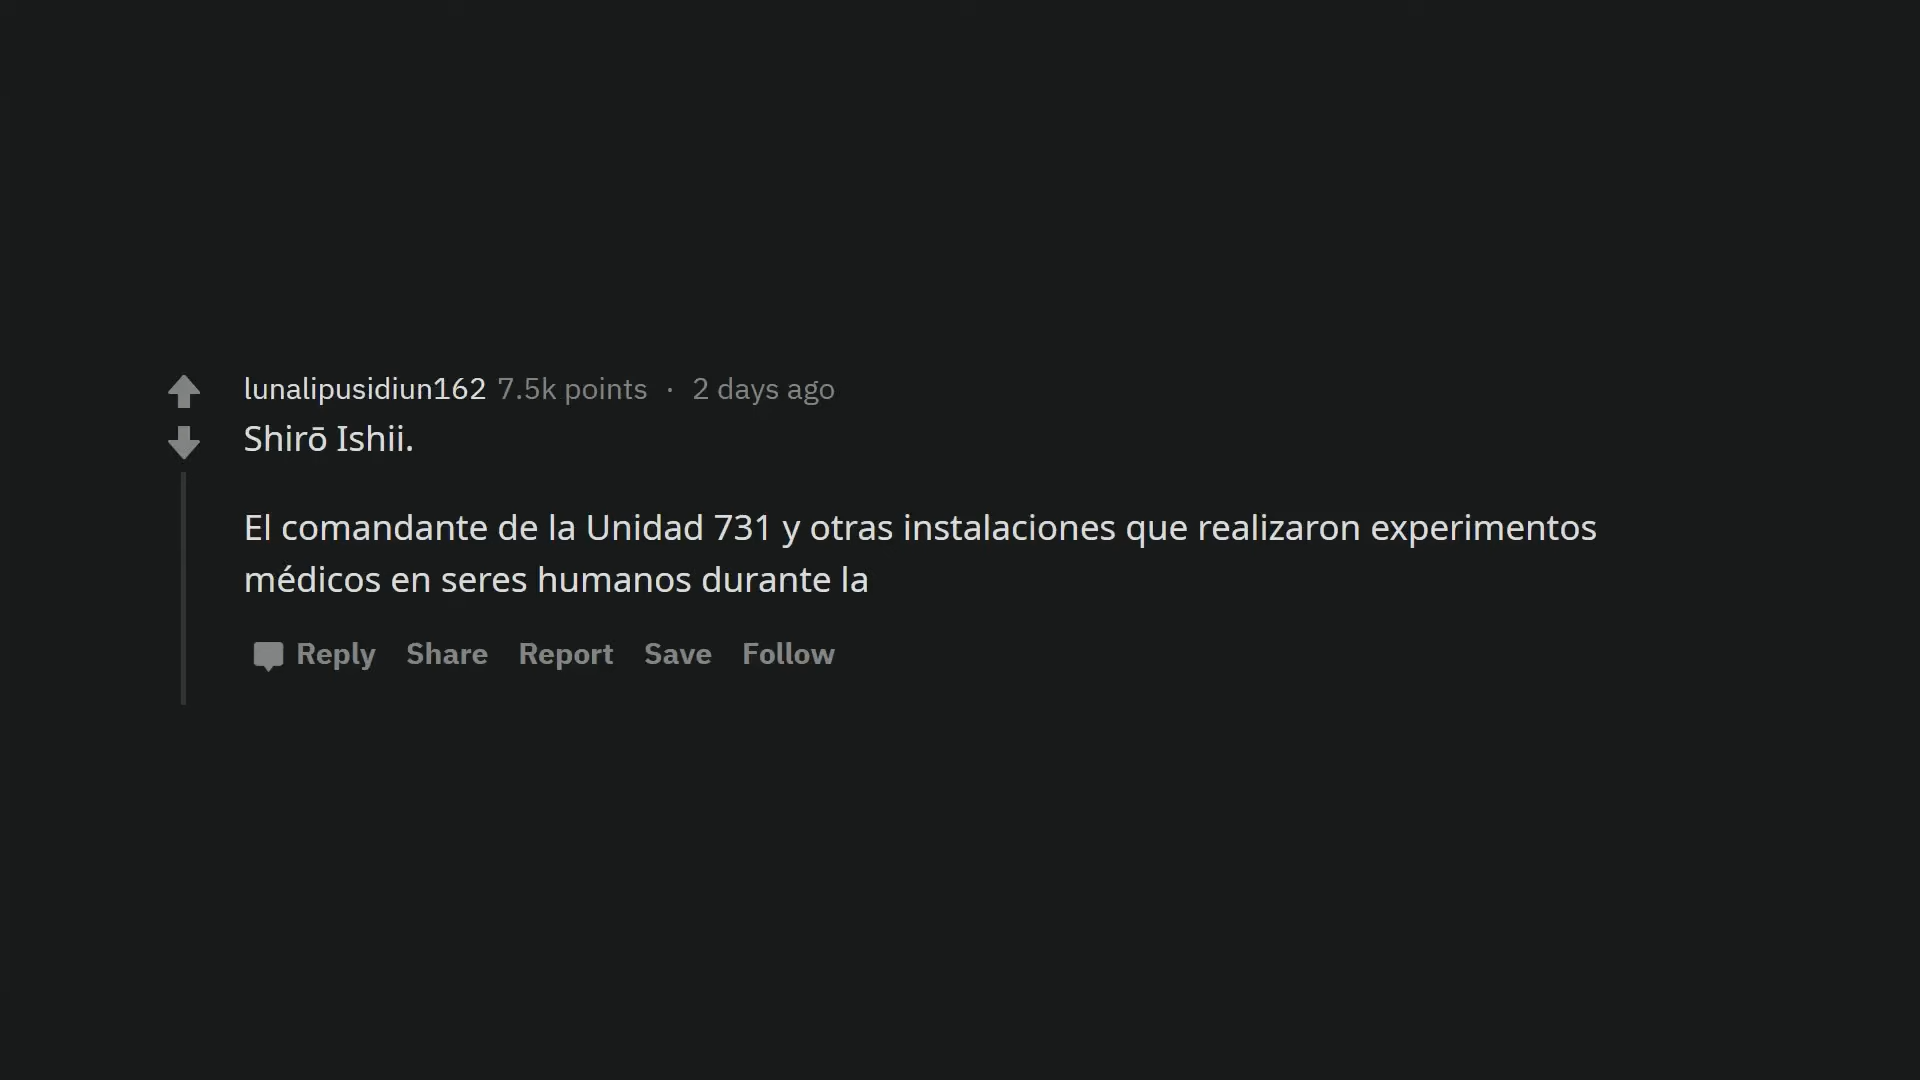 lunalipusidiun162 7.5k points · 2 days ago
Shirō Ishii.
El comandante de la Unidad 731 y otras instalaciones que realizaron experimentos
médicos en seres humanos durante la
Reply Share Report Save Follow